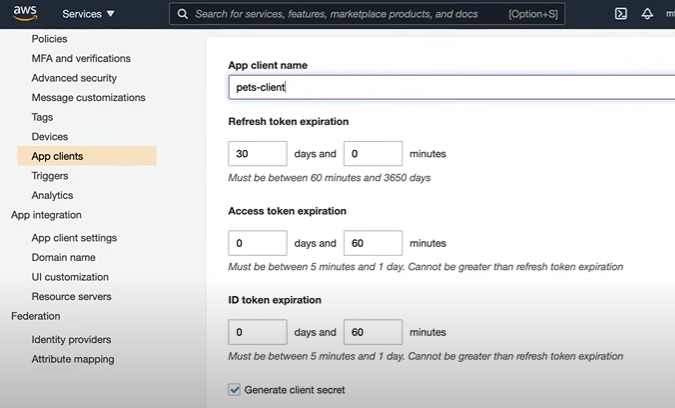 aws
Services ▼
Search for services, features, marketplace products, and docs [Option+S]
Policies
MFA and verifications
Advanced security
Message customizations
Tags
Devices
App clients
Triggers
Analytics
App integration
App client settings
Domain name
UI customization
Resource servers
Federation
Identity providers
Attribute mapping
App client name
pets-client
Refresh token expiration
30 days and 0 minutes
Must be between 60 minutes and 3650 days
Access token expiration
0 days and 60 minutes
Must be between 5 minutes and 1 day. Cannot be greater than refresh token expiration
ID token expiration
0 days and 60 minutes
Must be between 5 minutes and 1 day. Cannot be greater than refresh token expiration
Generate client secret